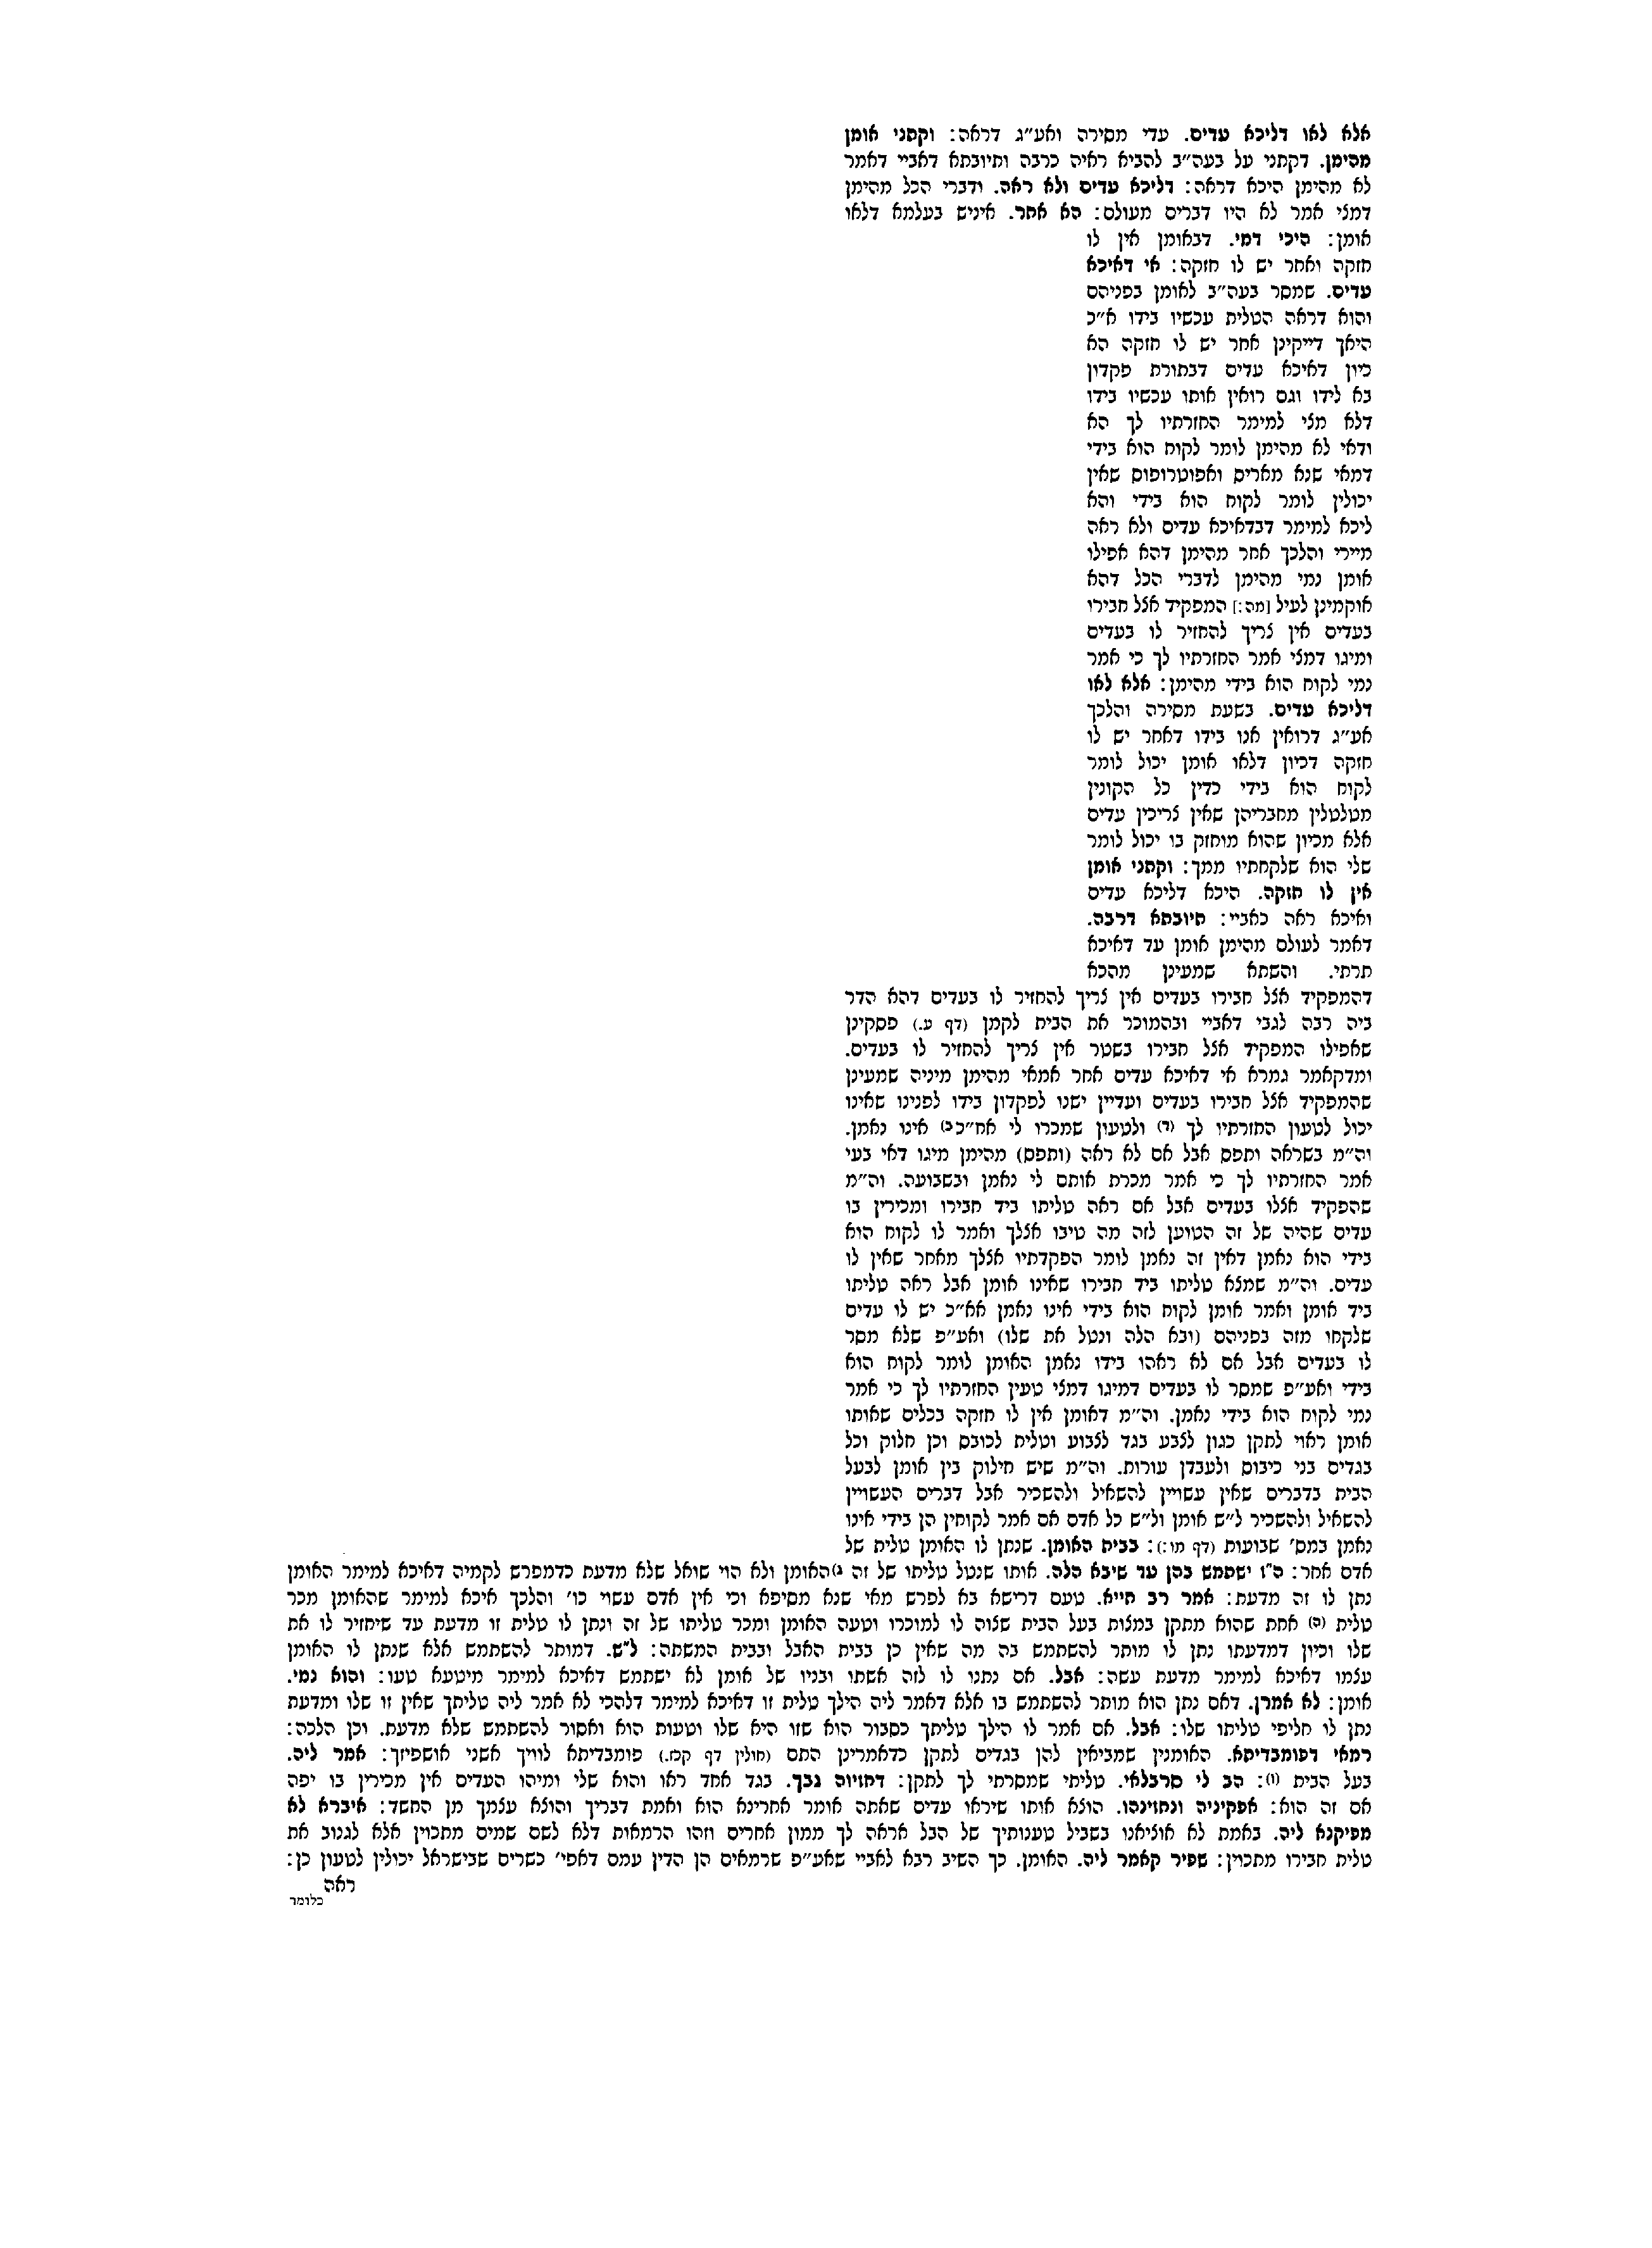 אלא לאו דליכא עדים. עדי מסירה ואע״ג דראה: וקתני אומן
מהימן. דקתני על בעה״ב להביא ראיה כרבה ותיובתא דאביי דאמר
לא מהימן היכא דראה: דליכא עדים ולא ראה. ודברי הכל מהימן
דמצי אמר לא היו דברים מעולם: הא אחר. איניש בעלמא דלאו
אומן: היכי דמי. דבאומן אין לו
חזקה ואחר יש לו חזקה: אי דאיכא
עדים. שמסר בעה״ב לאומן בפניהם
והוא דראה הטלית עכשיו בידו א״כ
היאך דייקינן אחר יש לו חזקה הא
כיון דאיכא עדים דבתורת פקדון
בא לידו וגם רואין אותו עכשיו בידו
דלא מצי למימר החזרתיו לך הא
ודאי לא מהימן לומר לקוח הוא בידי
דמאי שנא מאריס ואפוטרופוס שאין
יכולין לומר לקוח הוא בידי והא
ליכא למימר דבדאיכא עדים ולא ראה
מיירי והלכך אחר מהימן דהא אפילו
אומן נמי מהימן לדברי הכל דהא
אוקמינן לעיל [מה:] המפקיד אצל חבירו
בעדים אין צריך להחזיר לו בעדים
ומיגו דמצי אמר החזרתיו לך כי אמר
נמי לקוח הוא בידי מהימן: אלא לאו
דליכא עדים. בשעת מסירה והלכך
אע״ג דרואין אנו בידו דאחר יש לו
חזקה דכיון דלאו אומן יכול לומר
לקוח הוא בידי כדין כל הקונין
מטלטלין מחבריהן שאין צריכין עדים
אלא מכיון שהוא מוחזק בו יכול לומר
שלי הוא שלקחתיו ממך: וקתני אומן
אין לו חזקה. היכא דליכא עדים
ואיכא ראה כאביי: תיובתא דרבה.
דאמר לעולם מהימן אומן עד דאיכא
תרתי. והשתא שמעינן מהכא
דהמפקיד אצל חבירו בעדים אין צריך להחזיר לו בעדים דהא הדר
ביה רבה לגבי דאביי ובהמוכר את הבית לקמן (דף ע.) פסקינן
שאפילו המפקיד אצל חבירו בשטר אין צריך להחזיר לו בעדים.
ומדקאמר גמרא אי דאיכא עדים אחר אמאי מהימן מיניה שמעינן
שהמפקיד אצל חבירו בעדים ועדיין ישנו לפקדון בידו לפנינו שאינו
יכול לטעון החזרתיו לך (ד) ולטעון שמכרו לי אח״כ ב) אינו נאמן.
וה״מ בשראה ותפס אבל אם לא ראה (ותפס) מהימן מיגו דאי בעי
אמר החזרתיו לך כי אמר מכרת אותם לי נאמן ובשבועה. וה״מ
שהפקיד אצלו בעדים אבל אם ראה טליתו ביד חבירו ומכירין בו
עדים שהיה של זה הטוען לזה מה טיבו אצלך ואמר לו לקוח הוא
בידי הוא נאמן דאין זה נאמן לומר הפקדתיו אצלך מאחר שאין לו
עדים. וה״מ שמצא טליתו ביד חבירו שאינו אומן אבל ראה טליתו
ביד אומן ואמר אומן לקוח הוא בידי אינו נאמן אא״כ יש לו עדים
שלקחו מזה בפניהם (ובא הלה ונטל את שלו) ואע״פ שלא מסר
לו בעדים אבל אם לא ראהו בידו נאמן האומן לומר לקוח הוא
בידי ואע״פ שמסר לו בעדים דמיגו דמצי טעין החזרתיו לך כי אמר
נמי לקוח הוא בידי נאמן. וה״מ דאומן אין לו חזקה בכלים שאותו
אומן ראוי לתקן כגון לצבע בגד לצבוע וטלית לכובס וכן חלוק וכל
בגדים בני כיבוס ולעבדן עורות. וה״מ שיש חילוק בין אומן לבעל
הבית בדברים שאין עשויין להשאיל ולהשכיר אבל דברים העשויין
להשאיל ולהשכיר ל״ש אומן ול״ש כל אדם אם אמר לקוחין הן בידי אינו
נאמן במס׳ שבועות (דף מו:): בבית האומן. שנתן לו האומן טלית של
אדם אחר: ה״ז ישתמש בהן עד שיבא הלה. אותו שנטל טליתו של זה ג)האומן ולא הוי שואל שלא מדעת כדמפרש לקמיה דאיכא למימר האומן
נתן לו זה מדעת: אמר רב חייא. טעם דרישא בא לפרש מאי שנא מסיפא וכי אין אדם עשוי כו׳ והלכך איכא למימר שהאומן מכר
טלית (ה) אחת שהוא מתקן במצות בעל הבית שצוה לו למוכרו וטעה האומן ומכר טליתו של זה ונתן לו טלית זו מדעת עד שיחזיר לו את
שלו וכיון דמדעתו נתן לו מותר להשתמש בה מה שאין כן בבית האבל ובבית המשתה: ל״ש. דמותר להשתמש אלא שנתן לו האומן
עצמו דאיכא למימר מדעת עשה: אבל. אם נתנו לו לזה אשתו ובניו של אומן לא ישתמש דאיכא למימר מיטעא טעו: והוא נמי.
אומן: לא אמרן. דאם נתן הוא מותר להשתמש בו אלא דאמר ליה הילך טלית זו דאיכא למימר דלהכי לא אמר ליה טליתך שאין זו שלו ומדעת
נתן לו חליפי טליתו שלו: אבל. אם אמר לו הילך טליתך כסבור הוא שזו היא שלו וטעות הוא ואסור להשתמש שלא מדעת. וכן הלכה:
רמאי דפומבדיתא. האומנין שמביאין להן בגדים לתקן כדאמרינן התם (חולין דף קכז.) פומבדיתא לווייך אשני אושפיזך: אמר ליה.
בעל הבית (ו): הב לי סרבלאי. טליתי שמסרתי לך לתקן: דחזיוה גבך. בגד אחד ראו והוא שלי ומיהו העדים אין מכירין בו יפה
אם זה הוא: אפקיניה ונחזינהו. הוצא אותו שיראו עדים שאתה אומר אחרינא הוא ואמת דבריך והוצא עצמך מן החשד: איברא לא
מפיקנא ליה. באמת לא אוציאנו בשביל טענותיך של הבל אראה לך ממון אחרים וזהו הרמאות דלא לשם שמים מתכוין אלא לגנוב את
טלית חבירו מתכוין: שפיר קאמר ליה. האומן. כך השיב רבא לאביי שאע״פ שרמאים הן הדין עמם דאפי׳ כשרים שבישראל יכולין לטעון כן:
ראה
כלומר